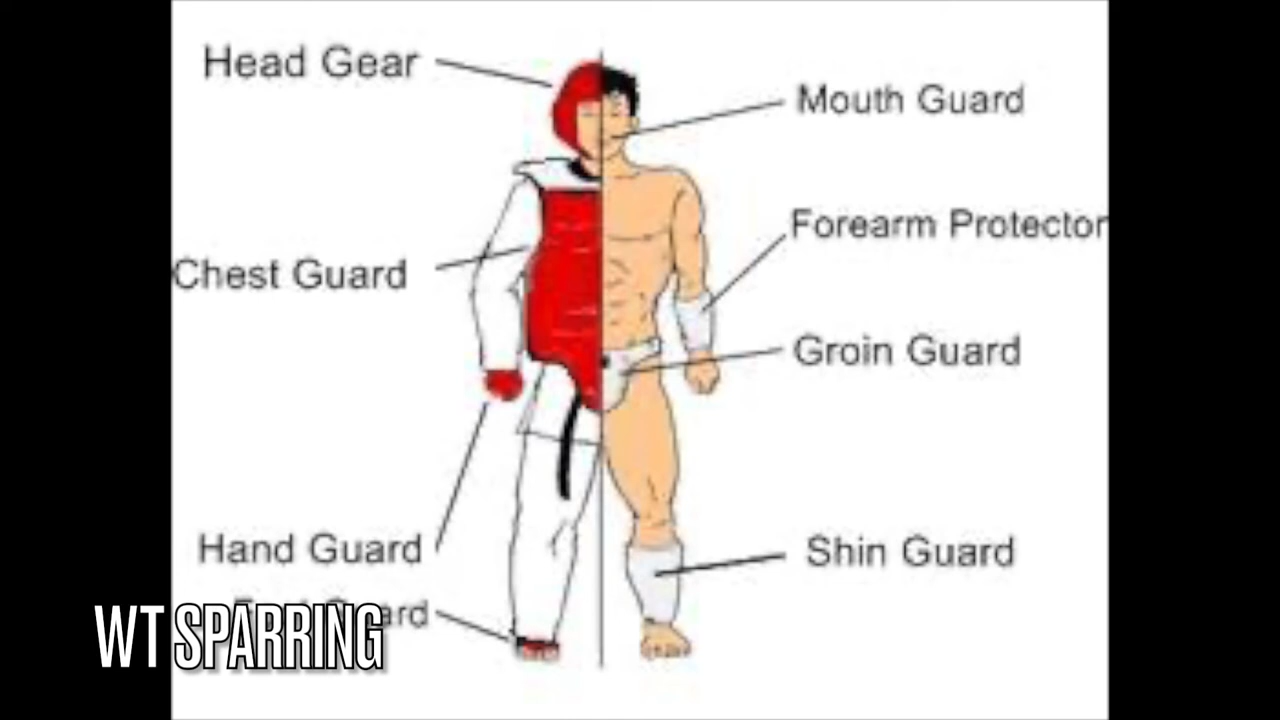 Head Gear
Mouth Guard
Forearm Protector
Chest Guard
Groin Guard
Hand Guard
Shin Guard
WT SPARRING